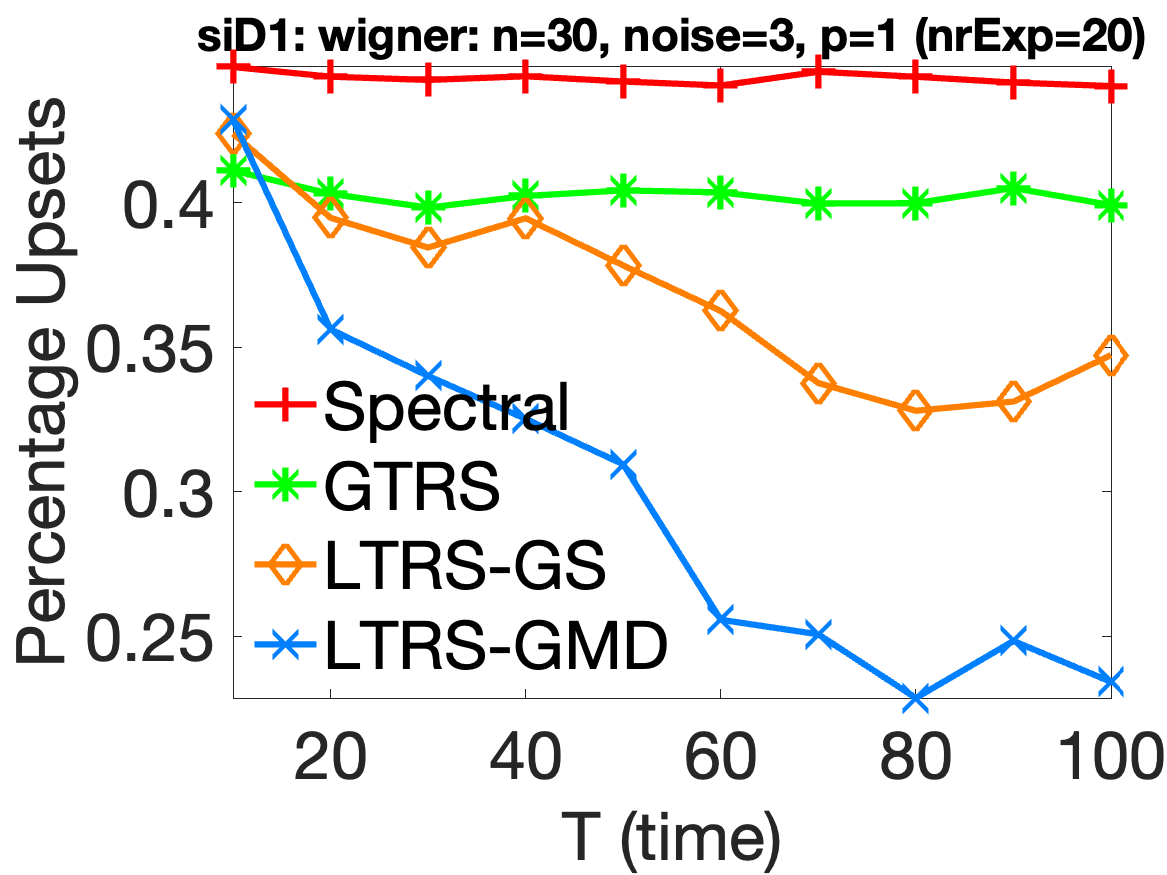 siD1: wigner: n=30, noise=3, p=1 (nrExp=20)
Percentage Upsets
0.4
0.35
0.3
0.25
Spectral
GTRS
LTRS-GS
LTRS-GMD
20 40 60 80 100
T (time)